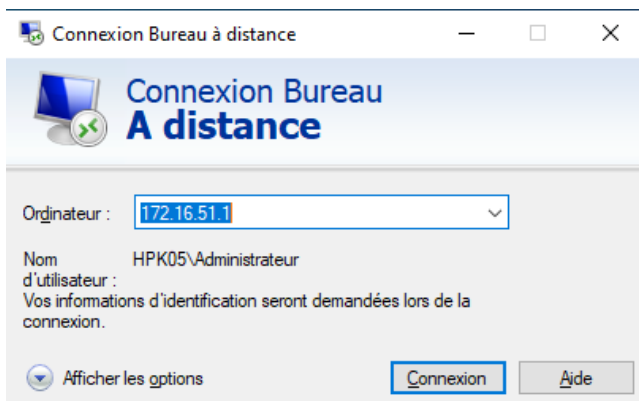 Connexion Bureau à distance
Connexion Bureau
A distance
Ordinateur :
172.16.51.1
Nom
d'utilisateur :
HPK05\Administrateur
Vos informations d'identification seront demandées lors de la
connexion.
Afficher les options
Connexion
Aide